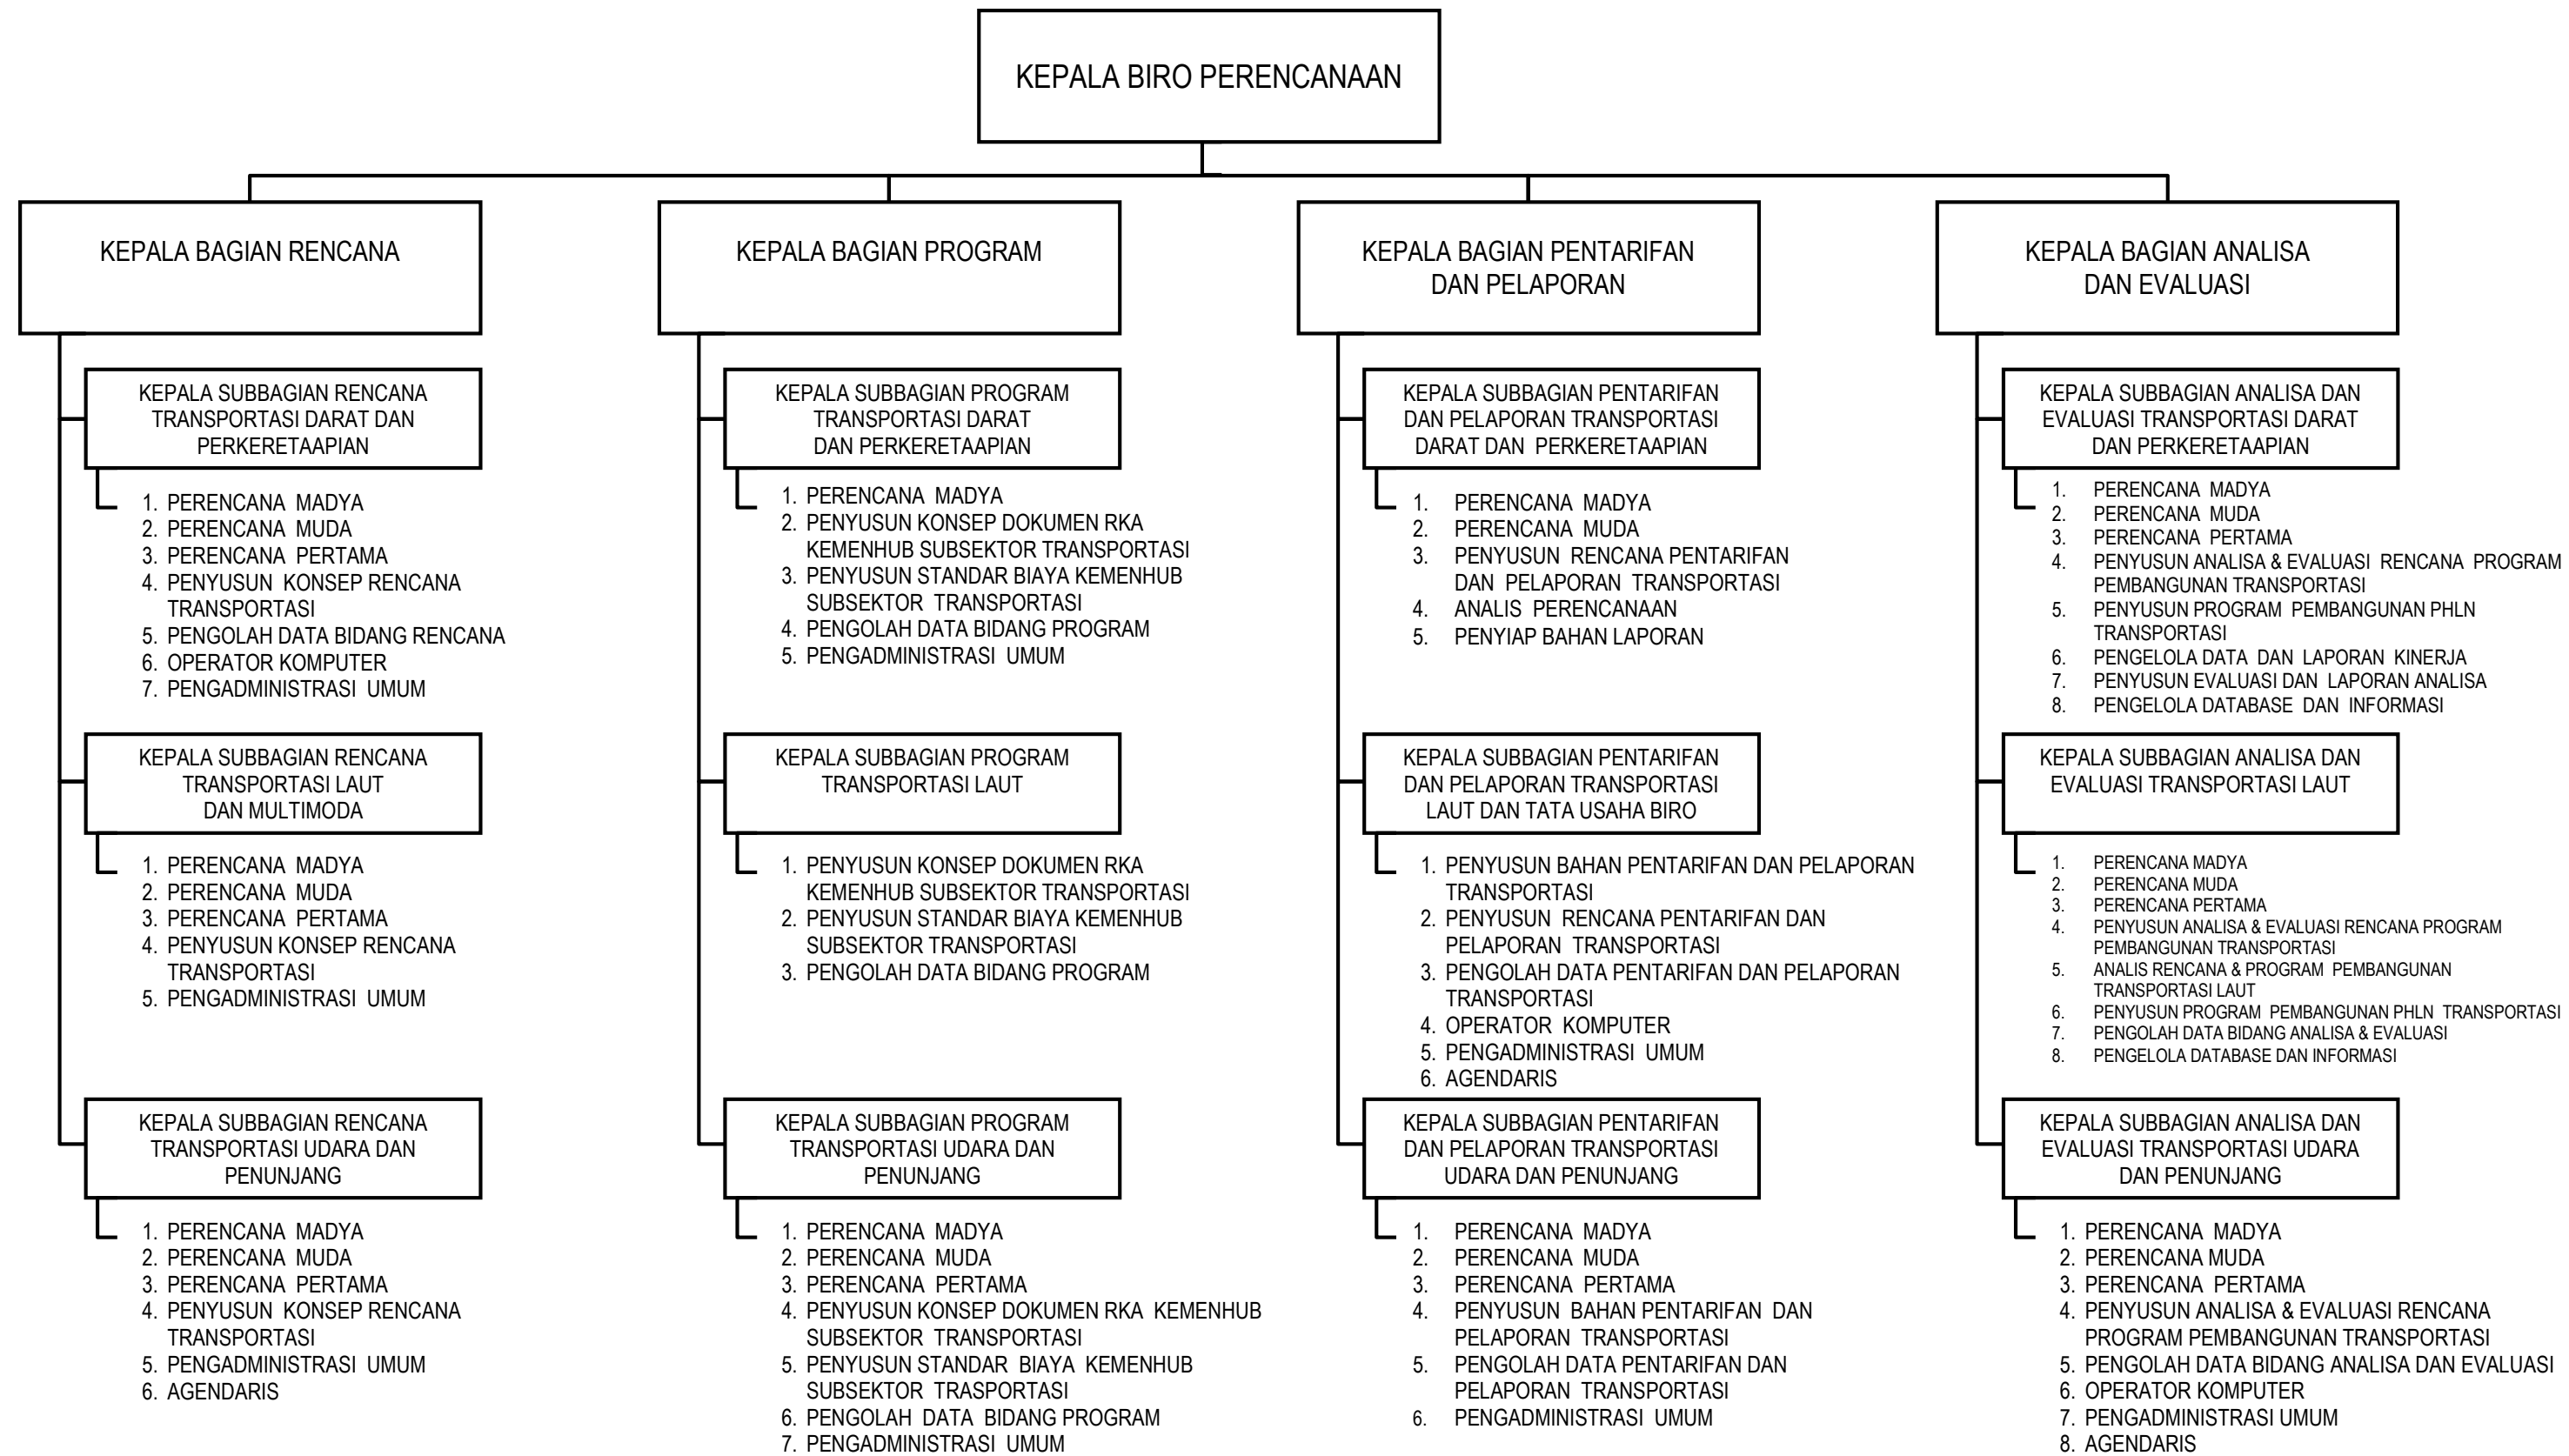 KEPALA BIRO PERENCANAAN
KEPALA BAGIAN RENCANA
KEPALA SUBBAGIAN RENCANA
TRANSPORTASI DARAT DAN
PERKERETAAPIAN
1. PERENCANA MADYA
2. PERENCANA MUDA
3. PERENCANA PERTAMA
4. PENYUSUN KONSEP RENCANA
TRANSPORTASI
5. PENGOLAH DATA BIDANG RENCANA
6. OPERATOR KOMPUTER
7. PENGADMINISTRASI UMUM
KEPALA SUBBAGIAN RENCANA
TRANSPORTASI LAUT
DAN MULTIMODA
1. PERENCANA MADYA
2. PERENCANA MUDA
3. PERENCANA PERTAMA
4. PENYUSUN KONSEP RENCANA
TRANSPORTASI
5. PENGADMINISTRASI UMUM
KEPALA SUBBAGIAN RENCANA
TRANSPORTASI UDARA DAN
PENUNJANG
1. PERENCANA MADYA
2. PERENCANA MUDA
3. PERENCANA PERTAMA
4. PENYUSUN KONSEP RENCANA
TRANSPORTASI
5. PENGADMINISTRASI UMUM
6. AGENDARIS
KEPALA BAGIAN PROGRAM
KEPALA SUBBAGIAN PROGRAM
TRANSPORTASI DARAT
DAN PERKERETAAPIAN
1. PERENCANA MADYA
2. PENYUSUN KONSEP DOKUMEN RKA
KEMENHUB SUBSEKTOR TRANSPORTASI
3. PENYUSUN STANDAR BIAYA KEMENHUB
SUBSEKTOR TRANSPORTASI
4. PENGOLAH DATA BIDANG PROGRAM
5. PENGADMINISTRASI UMUM
KEPALA SUBBAGIAN PROGRAM
TRANSPORTASI LAUT
1. PENYUSUN KONSEP DOKUMEN RKA
KEMENHUB SUBSEKTOR TRANSPORTASI
2. PENYUSUN STANDAR BIAYA KEMENHUB
SUBSEKTOR TRANSPORTASI
3. PENGOLAH DATA BIDANG PROGRAM
KEPALA SUBBAGIAN PROGRAM
TRANSPORTASI UDARA DAN
PENUNJANG
1. PERENCANA MADYA
2. PERENCANA MUDA
3. PERENCANA PERTAMA
4. PENYUSUN KONSEP DOKUMEN RKA KEMENHUB
SUBSEKTOR TRANSPORTASI
5. PENYUSUN STANDAR BIAYA KEMENHUB
SUBSEKTOR TRASPORTASI
6. PENGOLAH DATA BIDANG PROGRAM
7. PENGADMINISTRASI UMUM
KEPALA BAGIAN PENTARIFAN
DAN PELAPORAN
KEPALA SUBBAGIAN PENTARIFAN
DAN PELAPORAN TRANSPORTASI
DARAT DAN PERKERETAAPIAN
1. PERENCANA MADYA
2. PERENCANA MUDA
3. PENYUSUN RENCANA PENTARIFAN
DAN PELAPORAN TRANSPORTASI
4. ANALIS PERENCANAAN
5. PENYIAP BAHAN LAPORAN
KEPALA SUBBAGIAN PENTARIFAN
DAN PELAPORAN TRANSPORTASI
LAUT DAN TATA USAHA BIRO
1. PENYUSUN BAHAN PENTARIFAN DAN PELAPORAN
TRANSPORTASI
2. PENYUSUN RENCANA PENTARIFAN DAN
PELAPORAN TRANSPORTASI
3. PENGOLAH DATA PENTARIFAN DAN PELAPORAN
TRANSPORTASI
4. OPERATOR KOMPUTER
5. PENGADMINISTRASI UMUM
6. AGENDARIS
KEPALA SUBBAGIAN PENTARIFAN
DAN PELAPORAN TRANSPORTASI
UDARA DAN PENUNJANG
1. PERENCANA MADYA
2. PERENCANA MUDA
3. PERENCANA PERTAMA
4. PENYUSUN BAHAN PENTARIFAN DAN
PELAPORAN TRANSPORTASI
5. PENGOLAH DATA PENTARIFAN DAN
PELAPORAN TRANSPORTASI
6. PENGADMINISTRASI UMUM
KEPALA BAGIAN ANALISA
DAN EVALUASI
KEPALA SUBBAGIAN ANALISA DAN
EVALUASI TRANSPORTASI DARAT
DAN PERKERETAAPIAN
1. PERENCANA MADYA
2. PERENCANA MUDA
3. PERENCANA PERTAMA
4. PENYUSUN ANALISA & EVALUASI RENCANA PROGRAM
PEMBANGUNAN TRANSPORTASI
5. PENYUSUN PROGRAM PEMBANGUNAN PHLN
TRANSPORTASI
6. PENGELOLA DATA DAN LAPORAN KINERJA
7. PENYUSUN EVALUASI DAN LAPORAN ANALISA
8. PENGELOLA DATABASE DAN INFORMASI
KEPALA SUBBAGIAN ANALISA DAN
EVALUASI TRANSPORTASI LAUT
1. PERENCANA MADYA
2. PERENCANA MUDA
3. PERENCANA PERTAMA
4. PENYUSUN ANALISA & EVALUASI RENCANA PROGRAM
PEMBANGUNAN TRANSPORTASI
5. ANALIS RENCANA & PROGRAM PEMBANGUNAN
TRANSPORTASI LAUT
6. PENYUSUN PROGRAM PEMBANGUNAN PHLN TRANSPORTASI
7. PENGOLAH DATA BIDANG ANALISA & EVALUASI
8. PENGELOLA DATABASE DAN INFORMASI
KEPALA SUBBAGIAN ANALISA DAN
EVALUASI TRANSPORTASI UDARA
DAN PENUNJANG
1. PERENCANA MADYA
2. PERENCANA MUDA
3. PERENCANA PERTAMA
4. PENYUSUN ANALISA & EVALUASI RENCANA
PROGRAM PEMBANGUNAN TRANSPORTASI
5. PENGOLAH DATA BIDANG ANALISA DAN EVALUASI
6. OPERATOR KOMPUTER
7. PENGADMINISTRASI UMUM
8. AGENDARIS